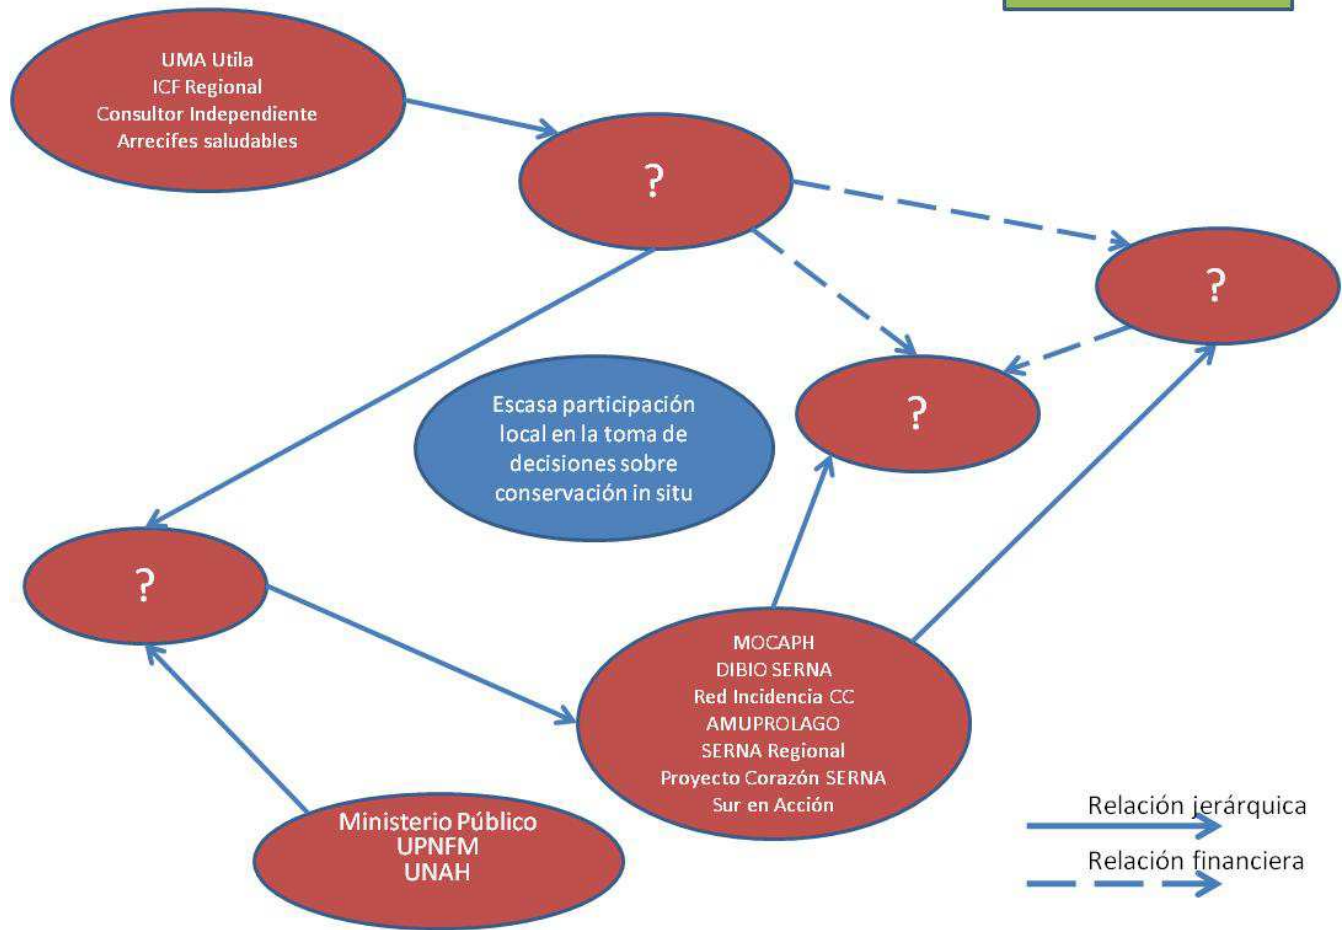 UMA Utila
ICF Regional
Consultor Independiente
Arrecifes saludables
?
?
?
Escasa participación
local en la toma de
decisiones sobre
conservación in situ
?
MOCAPH
DIBIO SERNA
Red Incidencia CC
AMUPROLAGO
SERNA Regional
Proyecto Corazón SERNA
Sur en Acción
Ministerio Público
UPNFM
UNAH
Relación jerárquica
Relación financiera